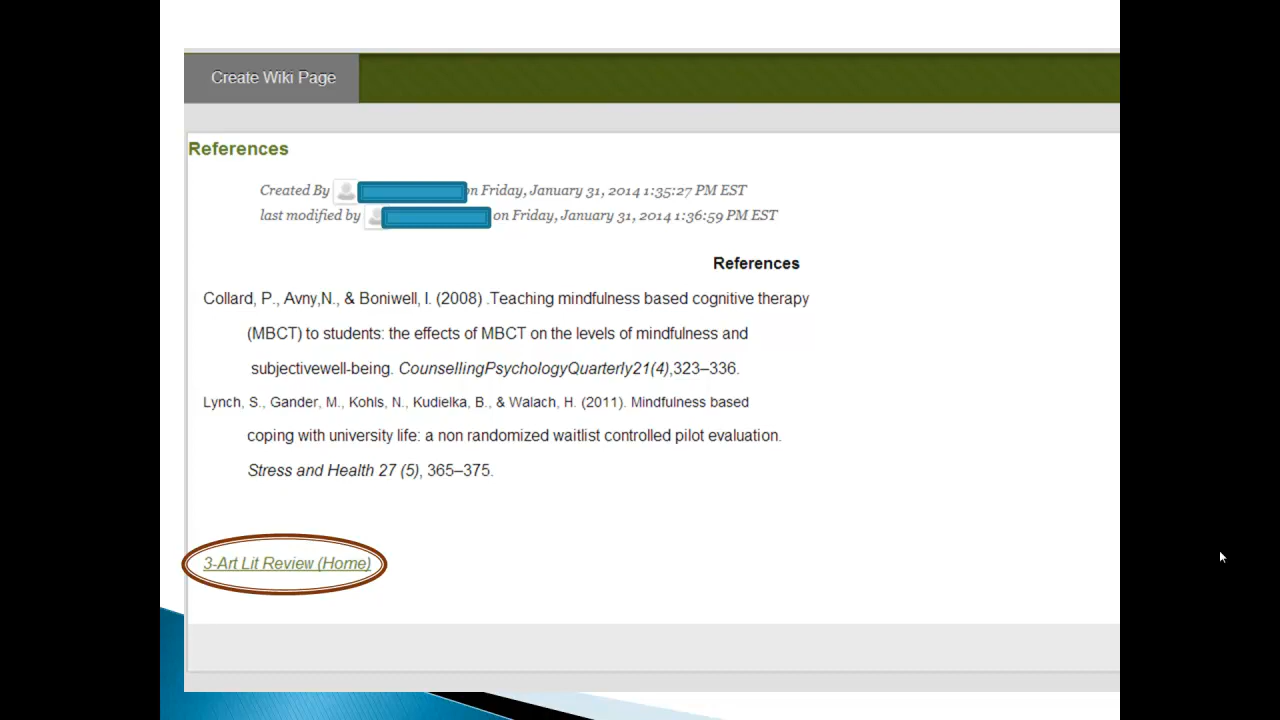 Create Wiki Page
References
Created By on Friday, January 31, 2014 1:35:27 PM EST
last modified by on Friday, January 31, 2014 1:36:59 PM EST
References
Collard, P., Avny,N., & Boniwell, I. (2008) .Teaching mindfulness based cognitive therapy
(MBCT) to students: the effects of MBCT on the levels of mindfulness and
subjectivewell-being. CounsellingPsychologyQuarterly21(4),323–336.
Lynch, S., Gander, M., Kohls, N., Kudielka, B., & Walach, H. (2011). Mindfulness based
coping with university life: a non randomized waitlist controlled pilot evaluation.
Stress and Health 27 (5), 365–375.
3-Art Lit Review (Home)